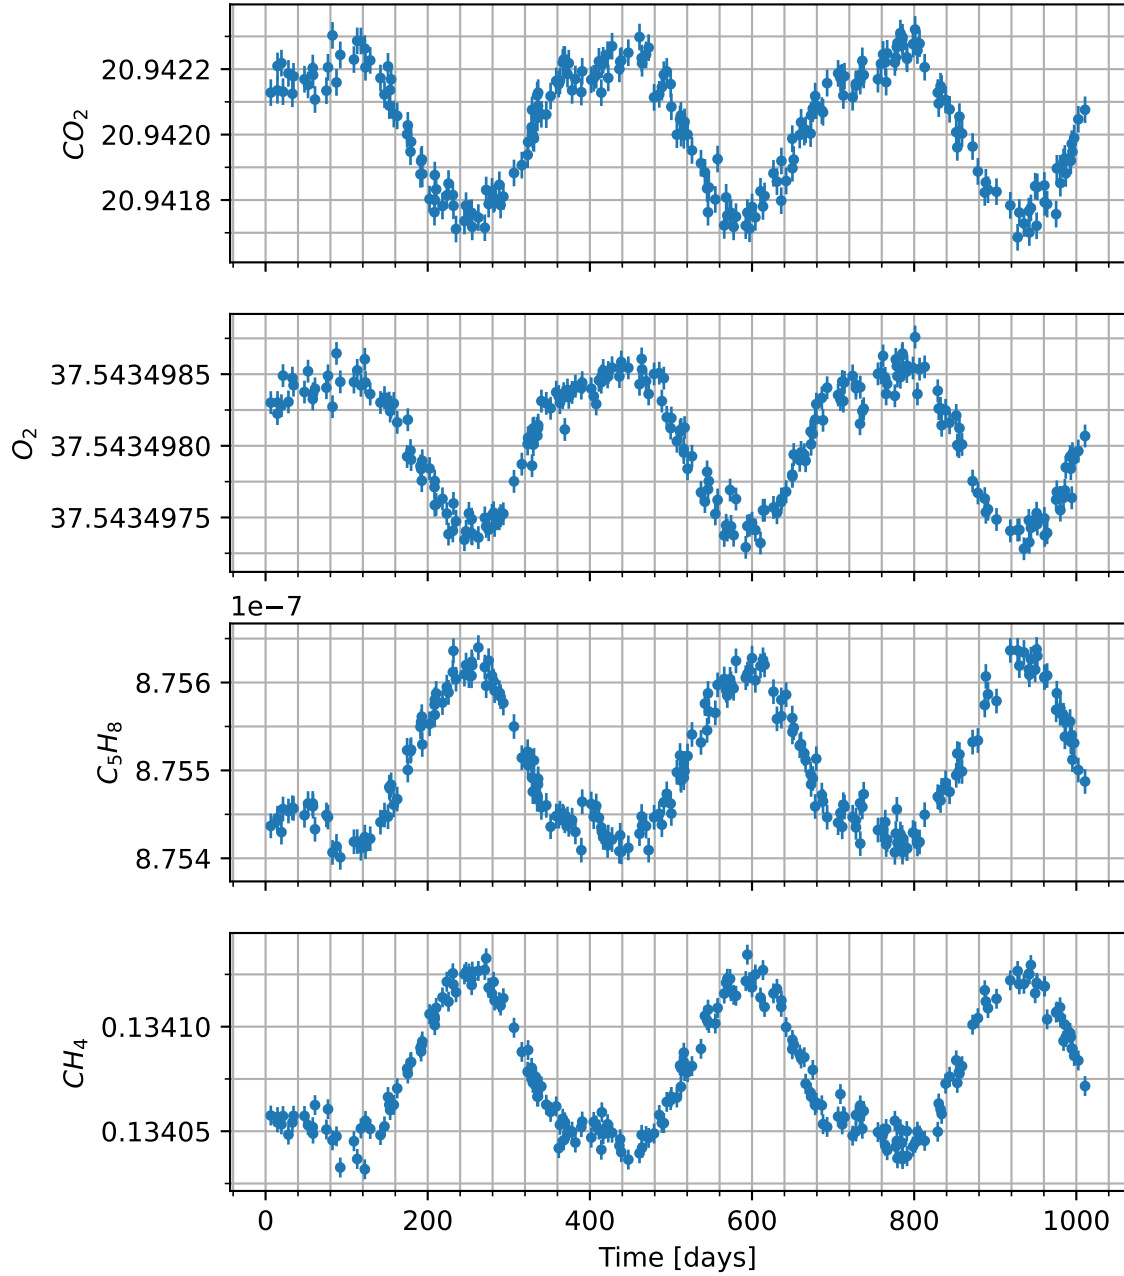 20.9422
20.9420
20.9418
CO₂
37.5434985
37.5434980
37.5434975
O₂
1e−7
8.756
8.755
8.754
C₅H₈
0.13410
0.13405
CH₄
0 200 400 600 800 1000
Time [days]